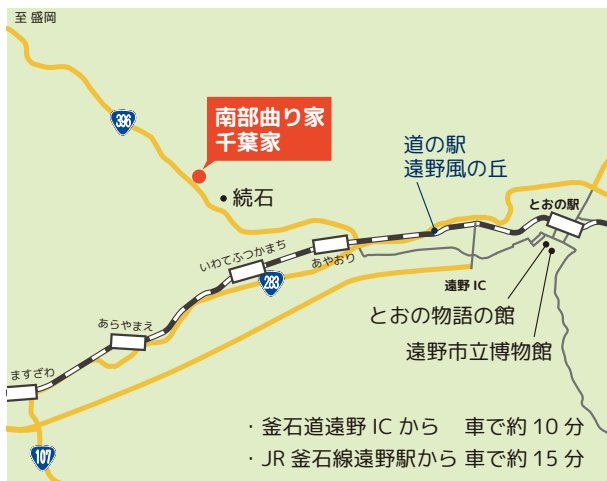 至 盛岡
396
南部曲り家
千葉家
続石
道の駅
遠野風の丘
とおの駅
いわてふつかまち
あやおり
283
遠野 IC
とおの物語の館
遠野市立博物館
あらやまえ
ますざわ
107
・釜石道遠野 IC から 車で約 10 分
・JR 釜石線遠野駅から 車で約 15 分